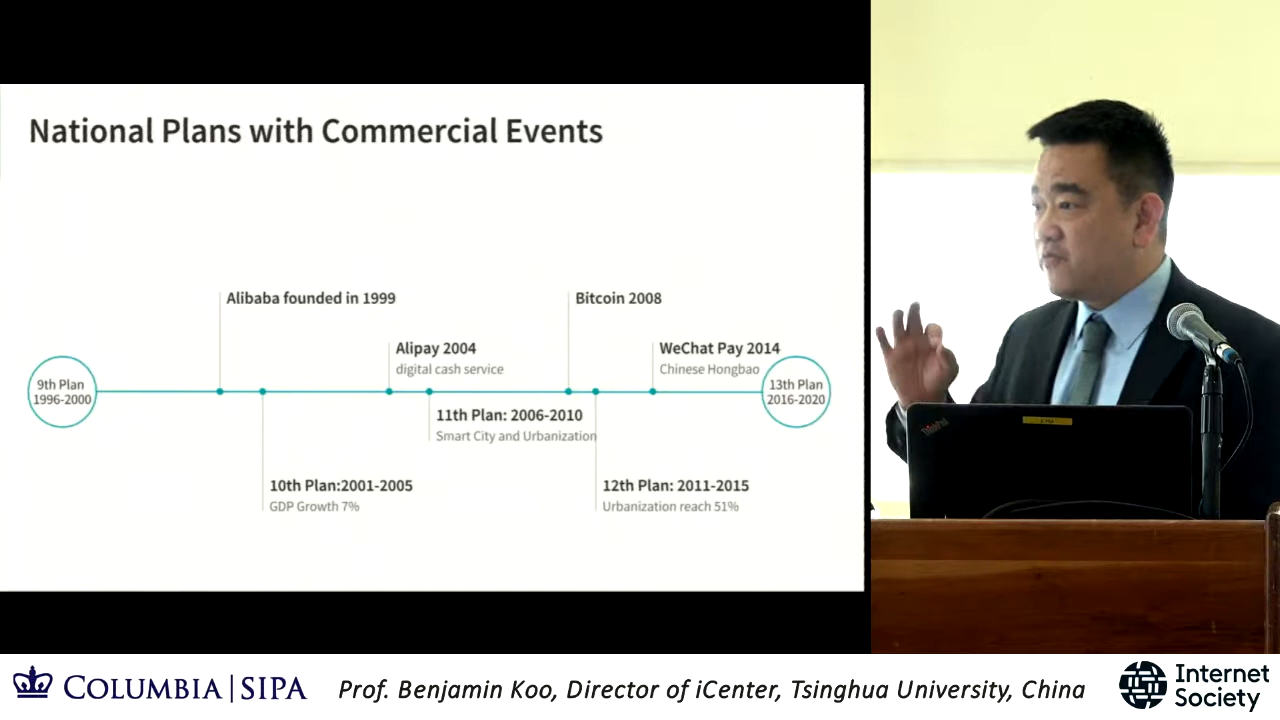 National Plans with Commercial Events
Alibaba founded in 1999
Bitcoin 2008
Alipay 2004
digital cash service
WeChat Pay 2014
Chinese Hongbao
9th Plan
1996-2000
13th Plan
2016-2020
11th Plan: 2006-2010
Smart City and Urbanization
10th Plan:2001-2005
GDP Growth 7%
12th Plan: 2011-2015
Urbanization reach 51%
ThinkPad
COLUMBIA | SIPA
Prof. Benjamin Koo, Director of iCenter, Tsinghua University, China
Internet
Society